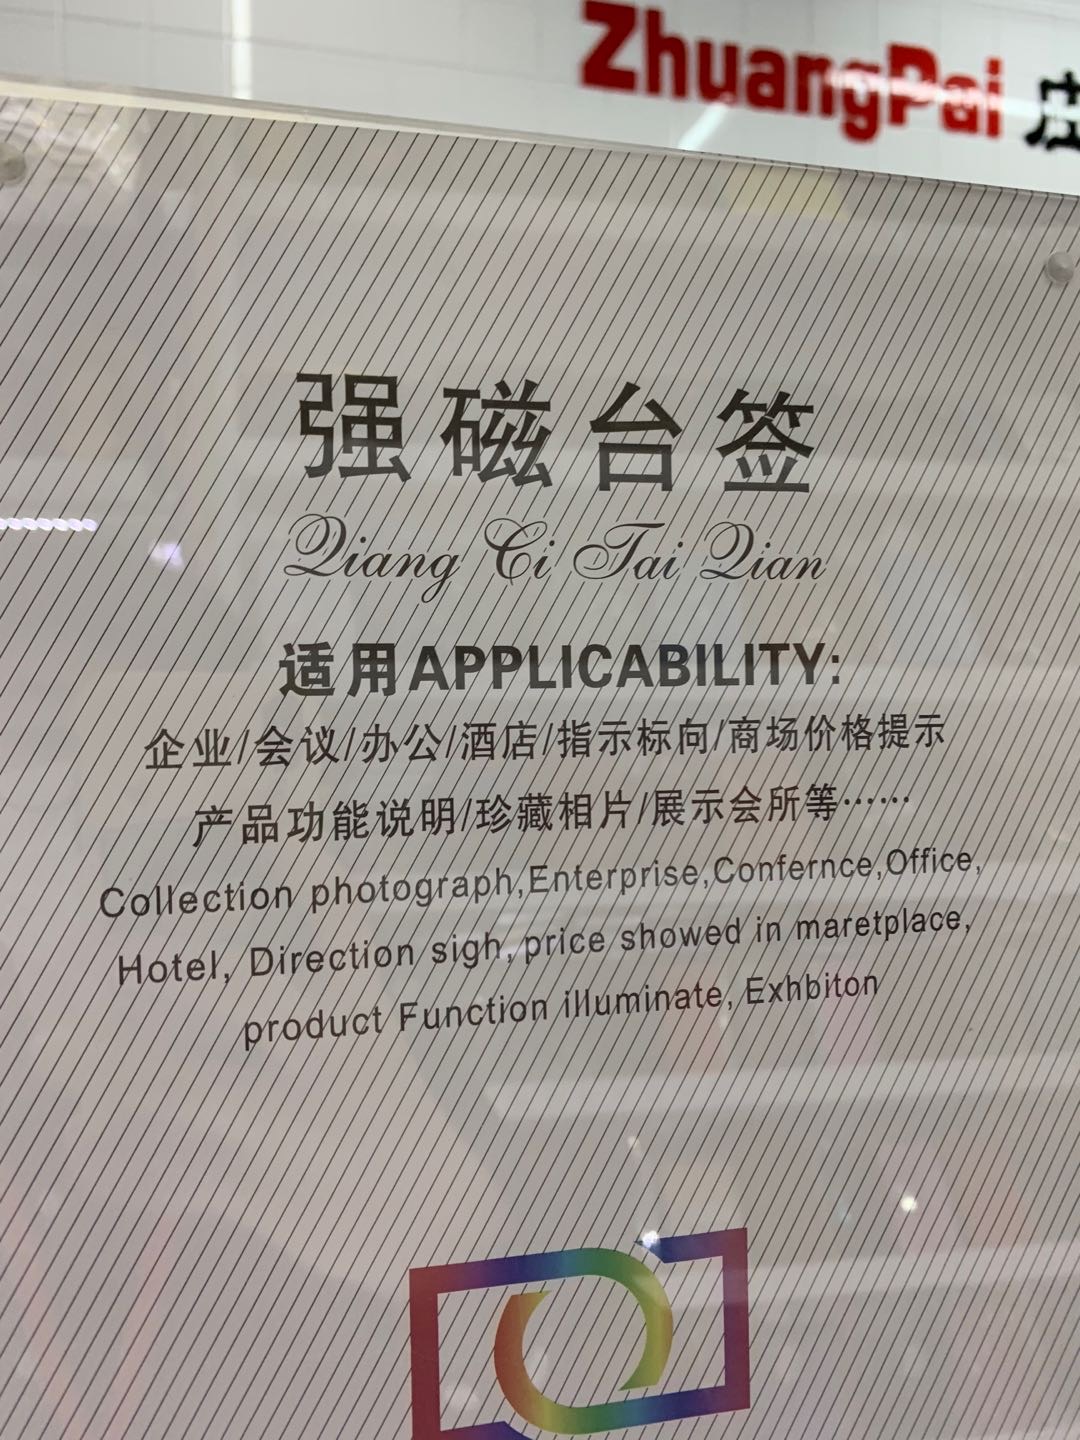 ZhuangPai
强磁台签
Qiang Ci Tai Qian
适用APPLICABILITY:
企业/会议/办公/酒店/指示标向/商场价格提示
产品功能说明/珍藏相片/展示会所等……
Collection photograph,Enterprise,Confernce,Office,
Hotel, Direction sigh, price showed in maretplace,
product Function illuminate, Exhbiton